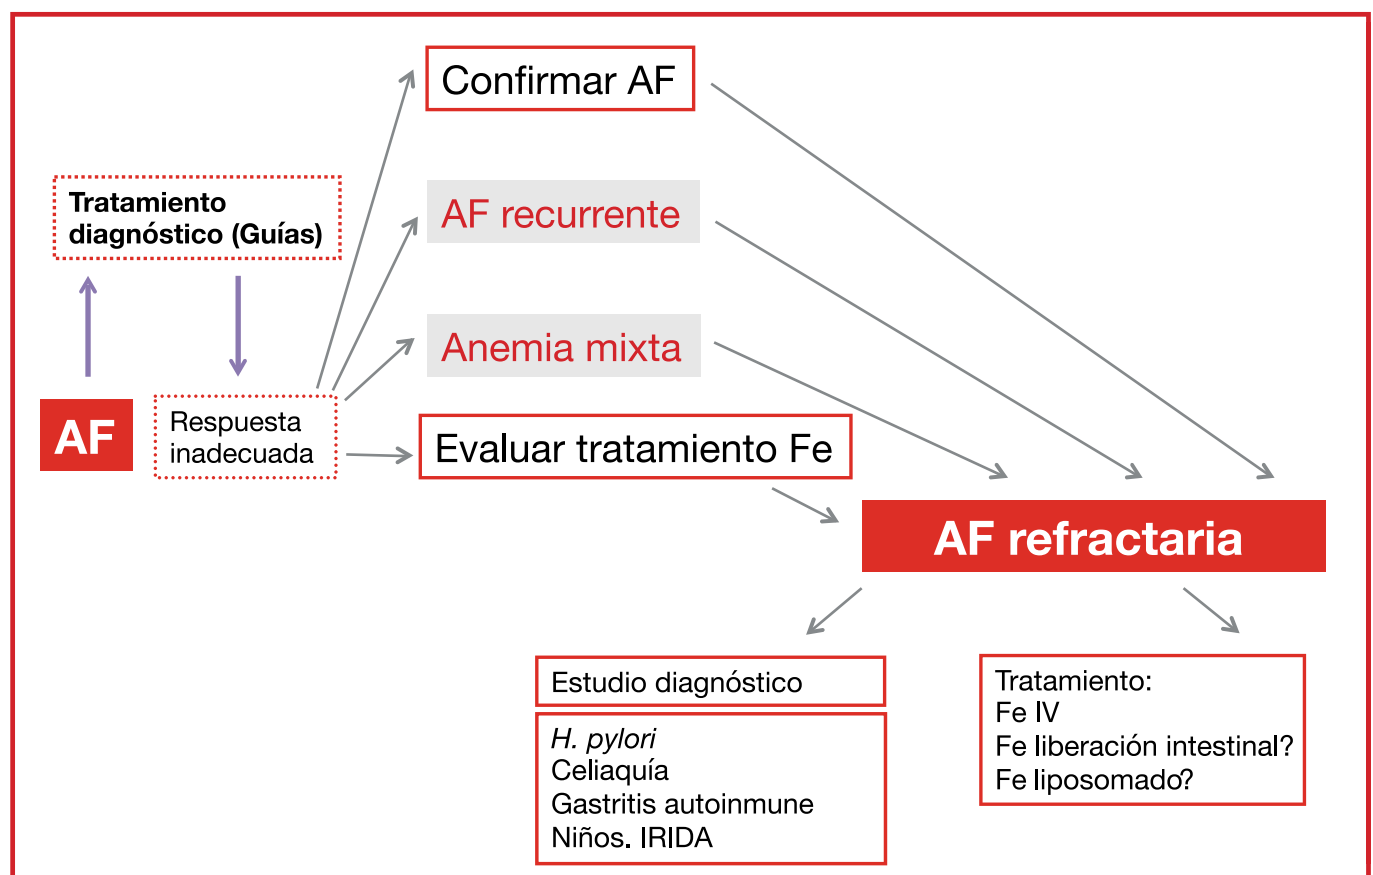 Confirmar AF
Tratamiento
diagnóstico (Guías)
AF recurrente
Anemia mixta
AF
Respuesta
inadecuada
Evaluar tratamiento Fe
AF refractaria
Estudio diagnóstico
H. pylori
Celiaquía
Gastritis autoinmune
Niños. IRIDA
Tratamiento:
Fe IV
Fe liberación intestinal?
Fe liposomado?